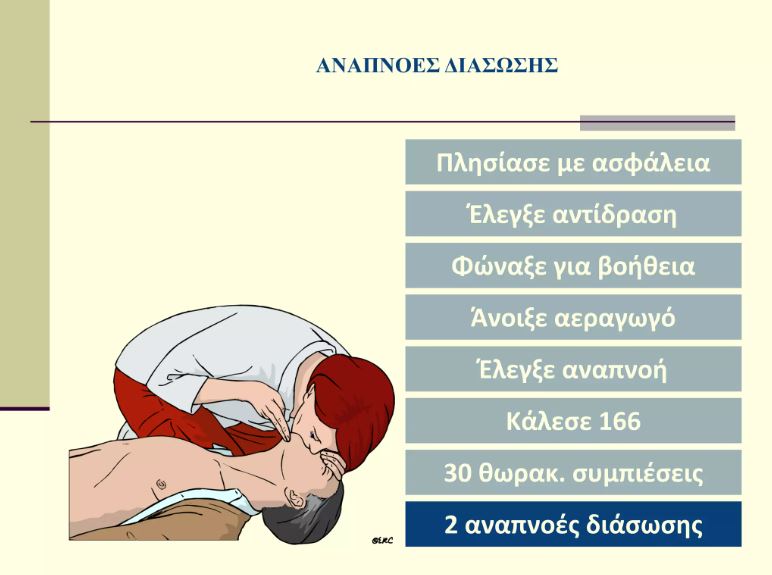 ΑΝΑΠΝΟΕΣ ΔΙΑΣΩΣΗΣ
Πλησίασε με ασφάλεια
Έλεγξε αντίδραση
Φώναξε για βοήθεια
Άνοιξε αεραγωγό
Έλεγξε αναπνοή
Κάλεσε 166
30 θωρακ. συμπιέσεις
2 αναπνοές διάσωσης
@ERC